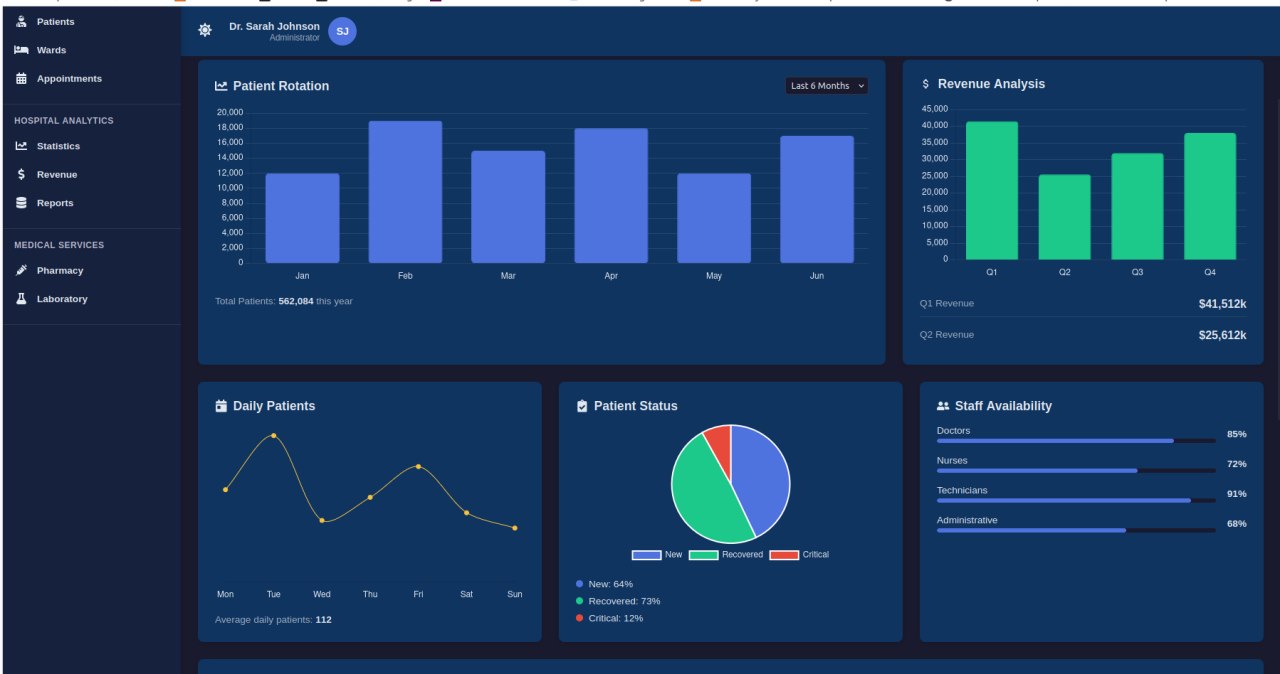 Patients
Wards
Appointments
HOSPITAL ANALYTICS
Statistics
$ Revenue
Reports
MEDICAL SERVICES
Pharmacy
Laboratory
Dr. Sarah Johnson
Administrator
SJ
Patient Rotation
Last 6 Months
20,000
18,000
16,000
14,000
12,000
10,000
8,000
6,000
4,000
2,000
0
Jan Feb Mar Apr May Jun
Total Patients: 562,084 this year
$ Revenue Analysis
45,000
40,000
35,000
30,000
25,000
20,000
15,000
10,000
5,000
0
Q1 Q2 Q3 Q4
Q1 Revenue $41,512k
Q2 Revenue $25,612k
Daily Patients
Mon Tue Wed Thu Fri Sat Sun
Average daily patients: 112
Patient Status
New Recovered Critical
New: 64%
Recovered: 73%
Critical: 12%
Staff Availability
Doctors 85%
Nurses 72%
Technicians 91%
Administrative 68%